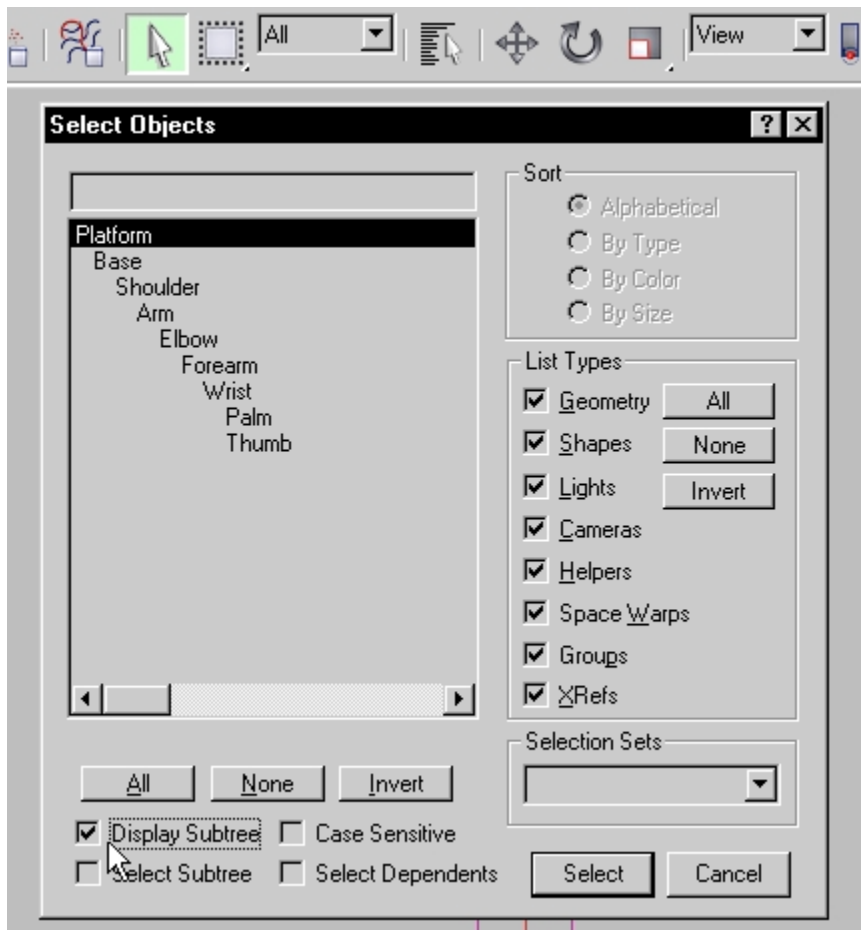 All
View
Select Objects
Platform
Base
Shoulder
Arm
Elbow
Forearm
Wrist
Palm
Thumb
All None Invert
Display Subtree Case Sensitive
Select Subtree Select Dependents
Sort
Alphabetical
By Type
By Color
By Size
List Types
Geometry All
Shapes None
Lights Invert
Cameras
Helpers
Space Warps
Groups
XRefs
Selection Sets
Select Cancel